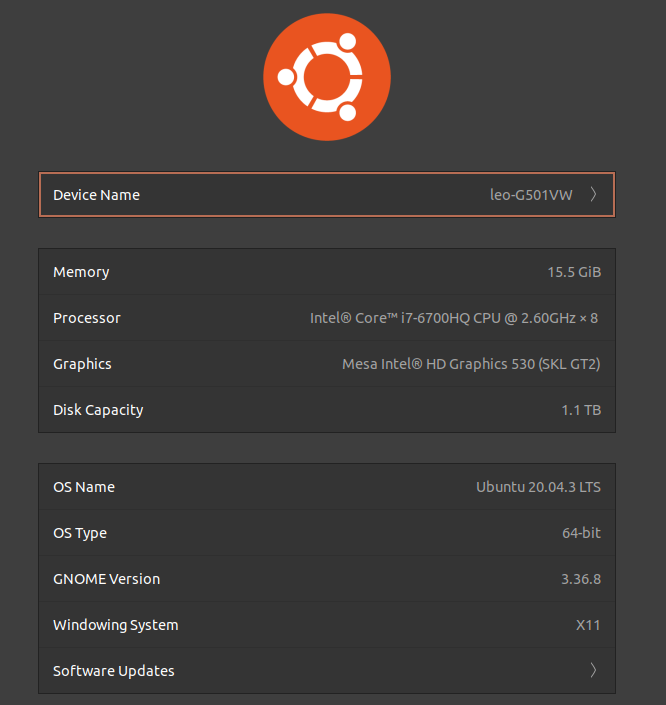 Device Name leo-G501VW
Memory 15.5 GiB
Processor Intel® Core™ i7-6700HQ CPU @ 2.60GHz × 8
Graphics Mesa Intel® HD Graphics 530 (SKL GT2)
Disk Capacity 1.1 TB
OS Name Ubuntu 20.04.3 LTS
OS Type 64-bit
GNOME Version 3.36.8
Windowing System X11
Software Updates